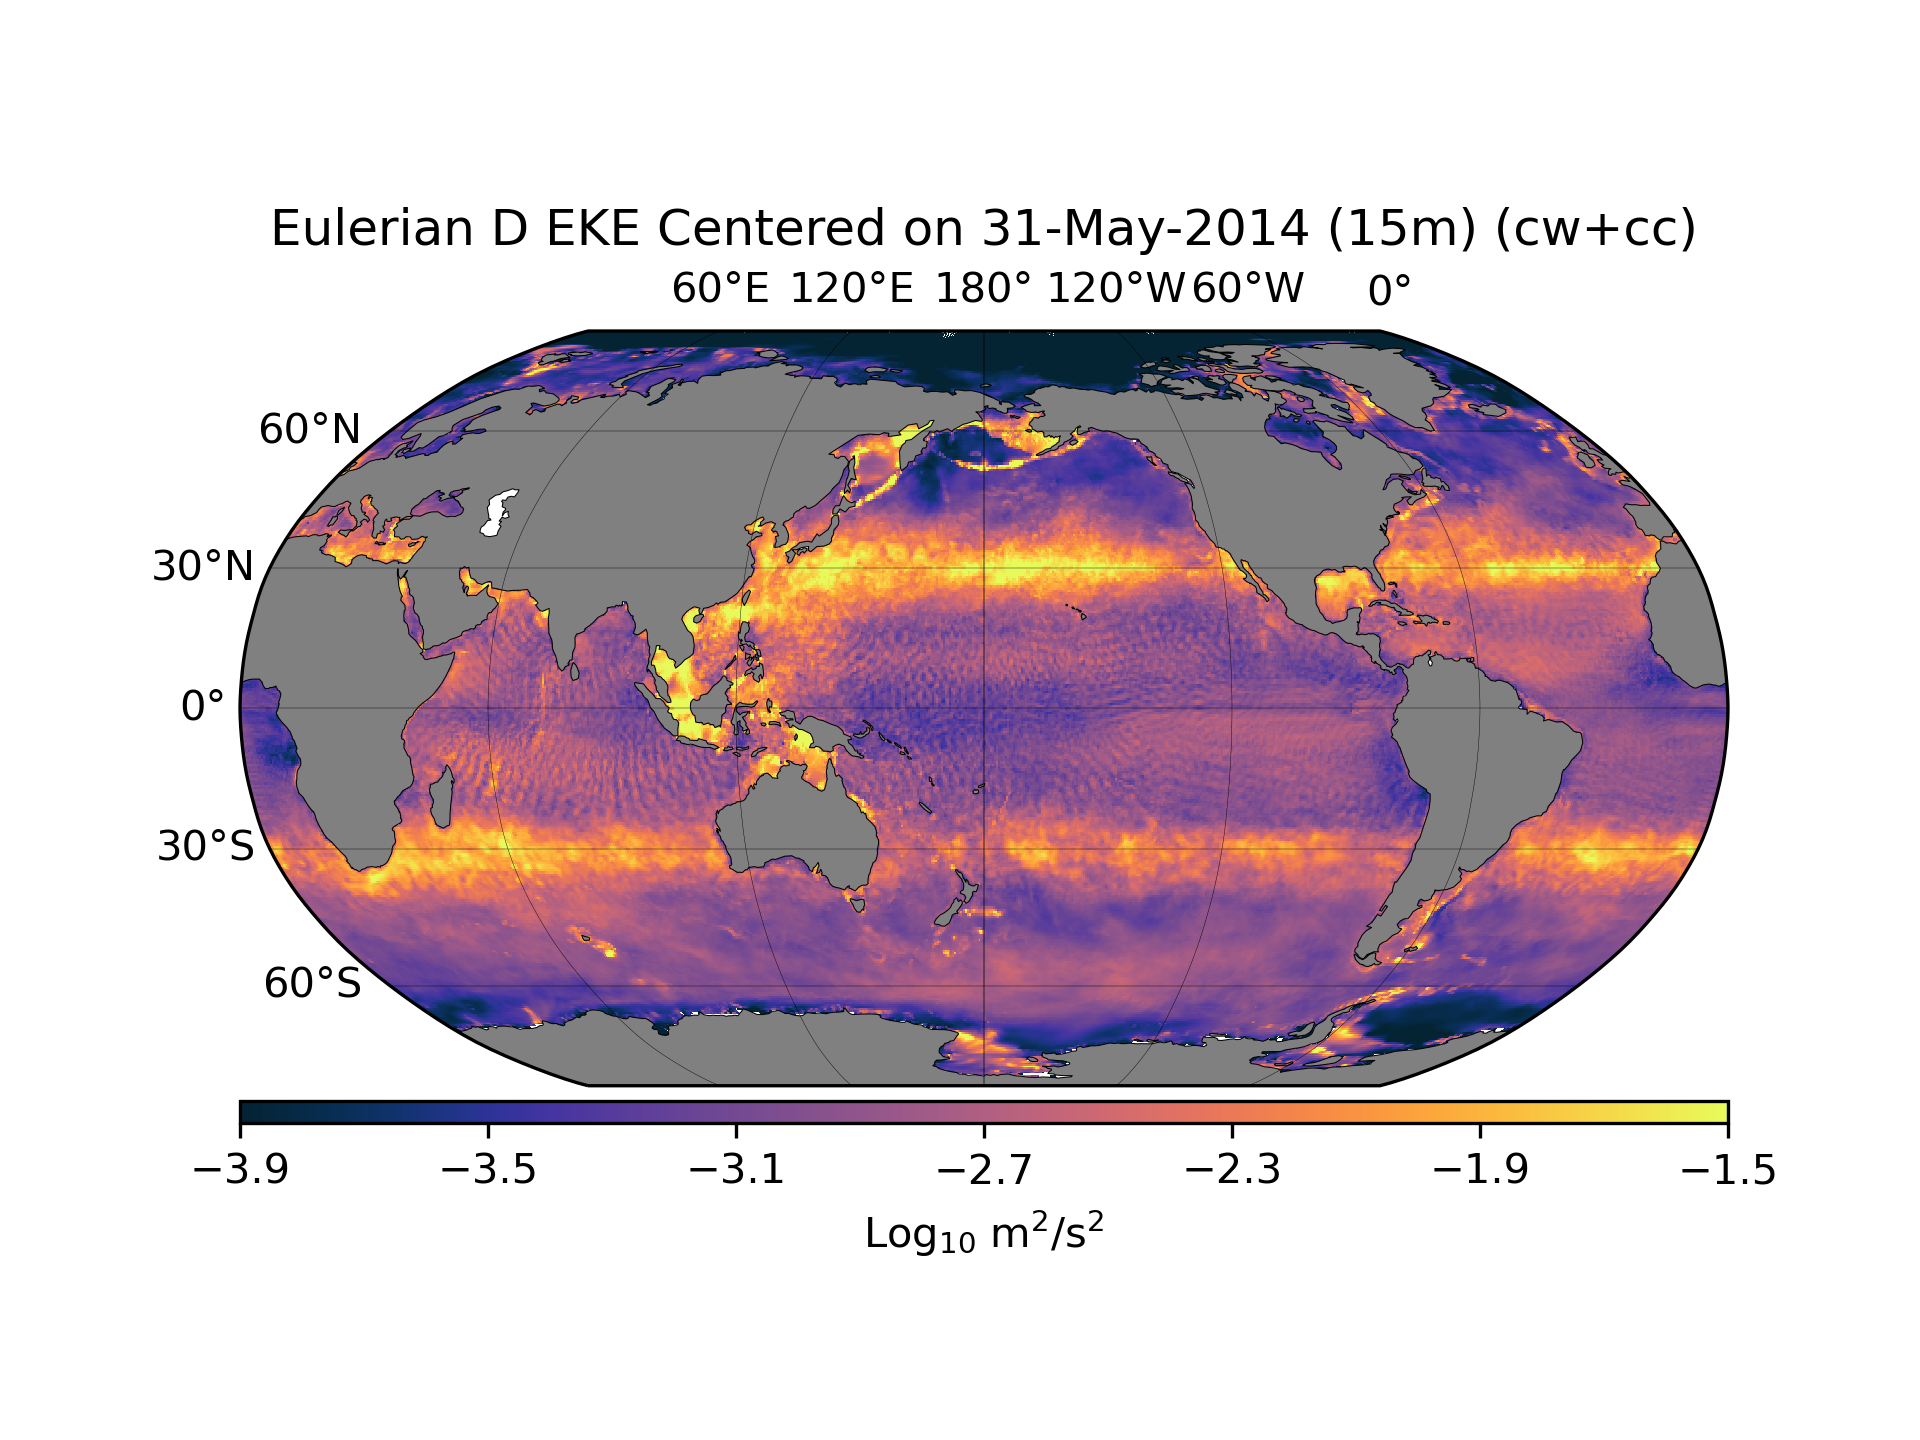 Eulerian D EKE Centered on 31-May-2014 (15m) (cw+cc)
60°E 120°E 180° 120°W 60°W 0°
60°N
30°N
0°
30°S
60°S
−3.9 −3.5 −3.1 −2.7 −2.3 −1.9 −1.5
Log₁₀ m²/s²